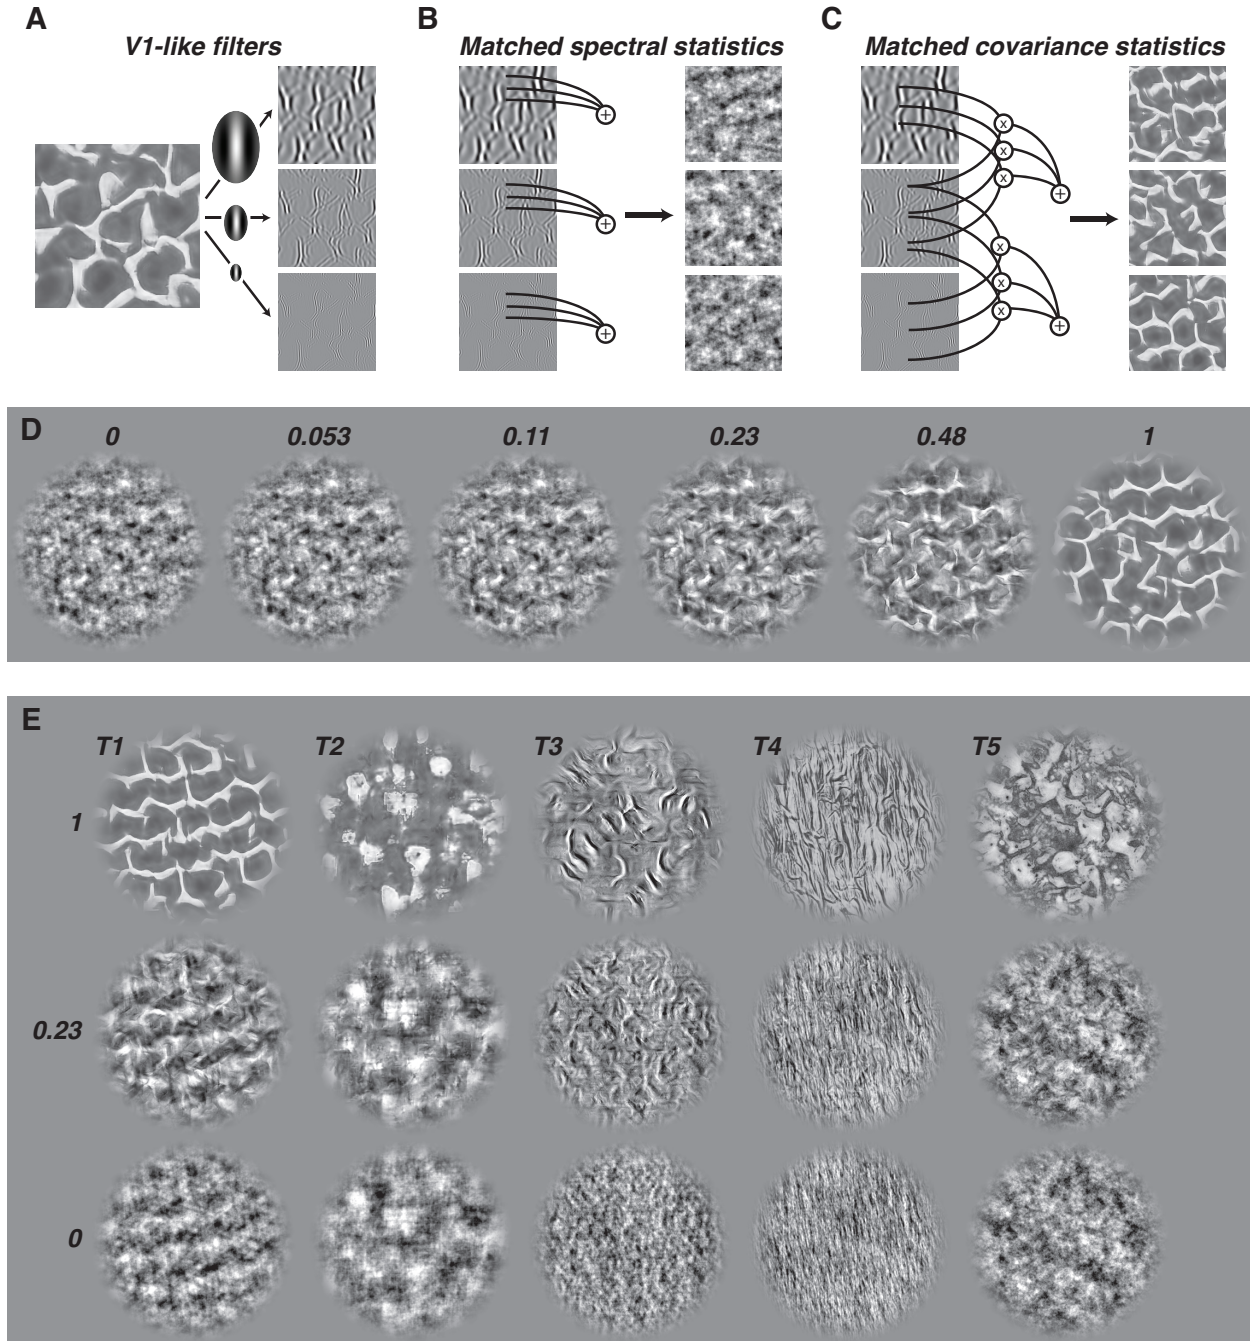 A
V1-like filters
B
Matched spectral statistics
+
+
+
C
Matched covariance statistics
x
x
x
+
x
x
x
+
D
0 0.053 0.11 0.23 0.48 1
E
T1 T2 T3 T4 T5
1
0.23
0